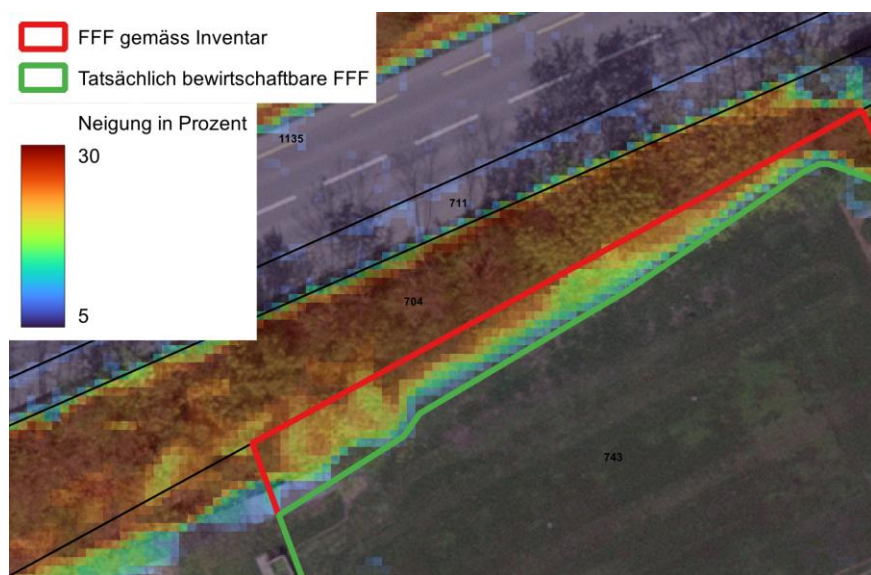 FFF gemäss Inventar
Tatsächlich bewirtschaftbare FFF
Neigung in Prozent
30
5
1135
711
704
743